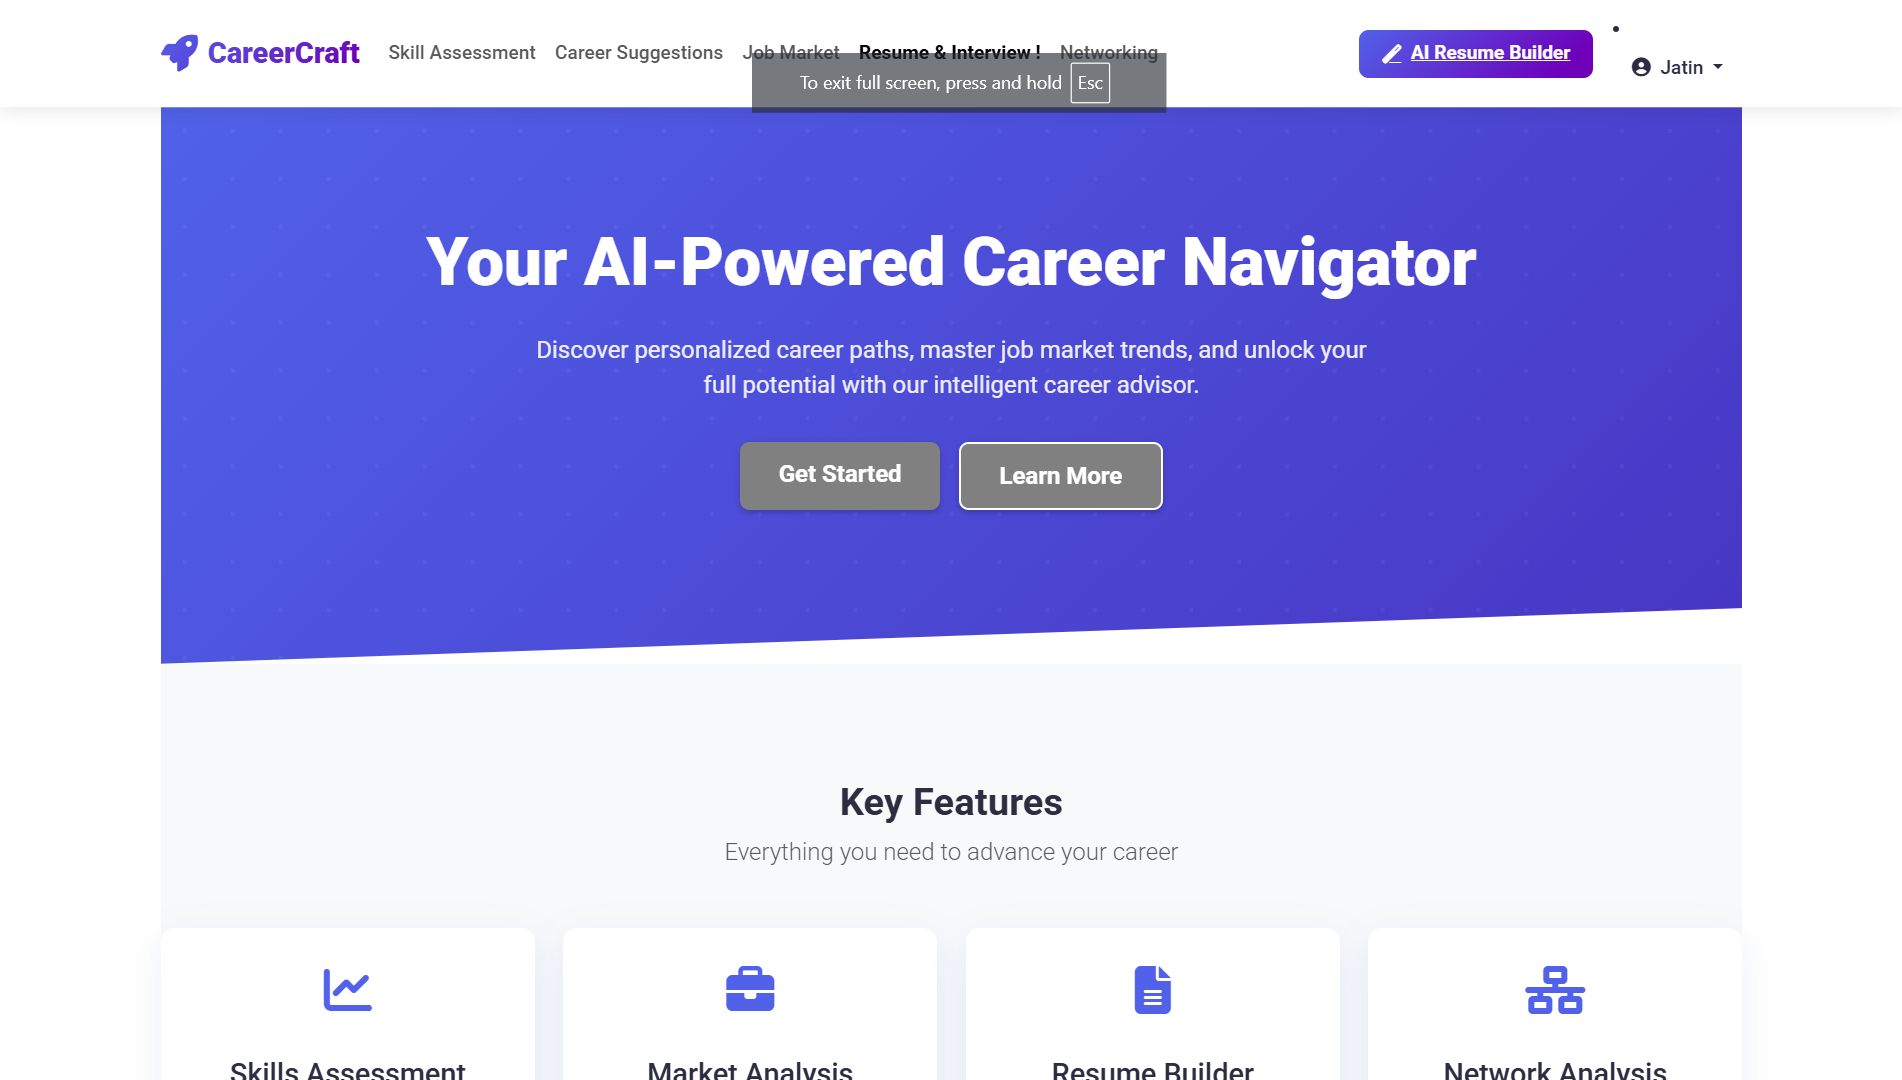 CareerCraft
Skill Assessment
Career Suggestions
Job Market
Resume & Interview !
Networking
AI Resume Builder
Jatin
To exit full screen, press and hold Esc
Your AI-Powered Career Navigator
Discover personalized career paths, master job market trends, and unlock your
full potential with our intelligent career advisor.
Get Started
Learn More
Key Features
Everything you need to advance your career
Skills Assessment
Market Analysis
Resume Builder
Network Analysis